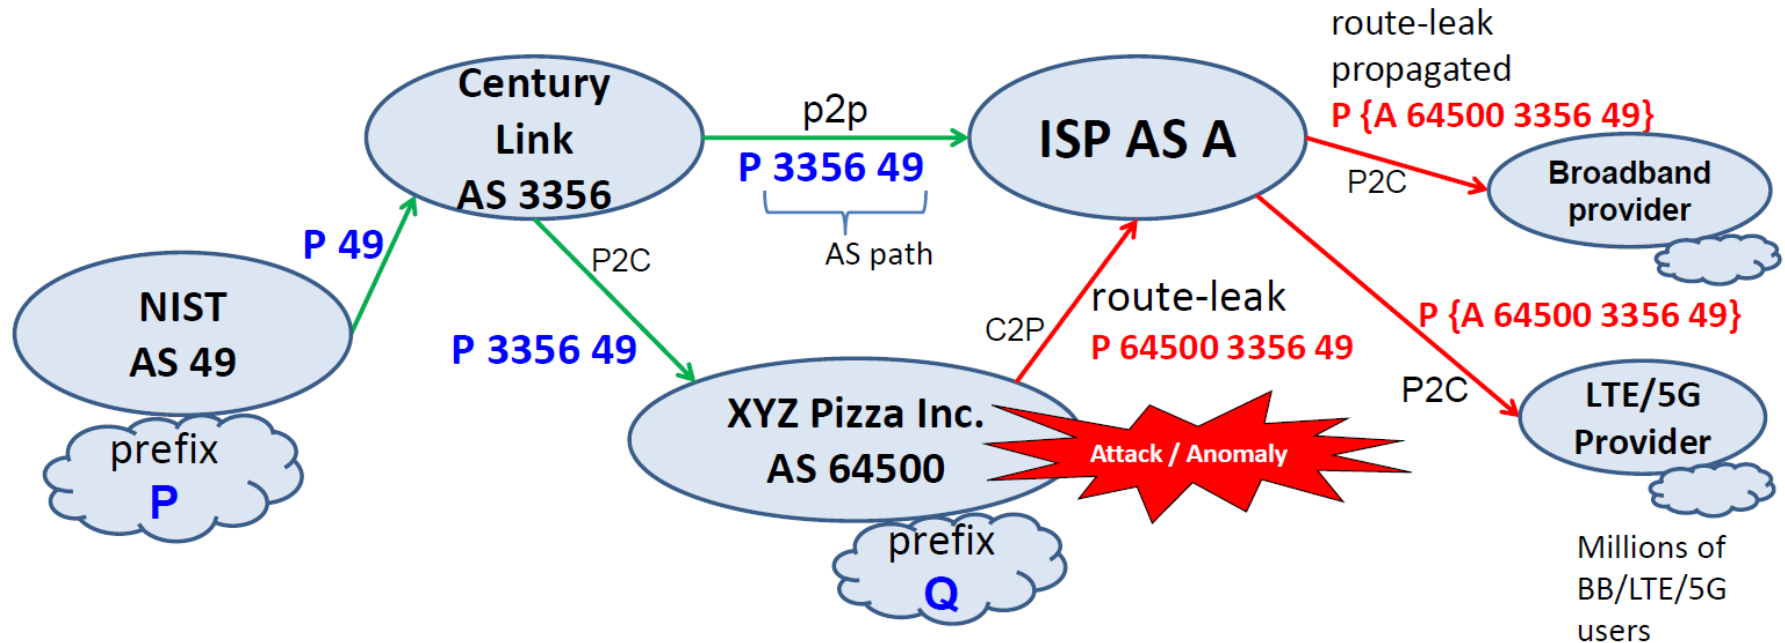 Century
Link
AS 3356
p2p
P 3356 49
AS path
ISP AS A
route-leak
propagated
P {A 64500 3356 49}
P2C
Broadband
provider
P 49
NIST
AS 49
prefix
P
P2C
P 3356 49
C2P
route-leak
P 64500 3356 49
P {A 64500 3356 49}
P2C
LTE/5G
Provider
XYZ Pizza Inc.
AS 64500
Attack / Anomaly
prefix
Q
Millions of
BB/LTE/5G
users